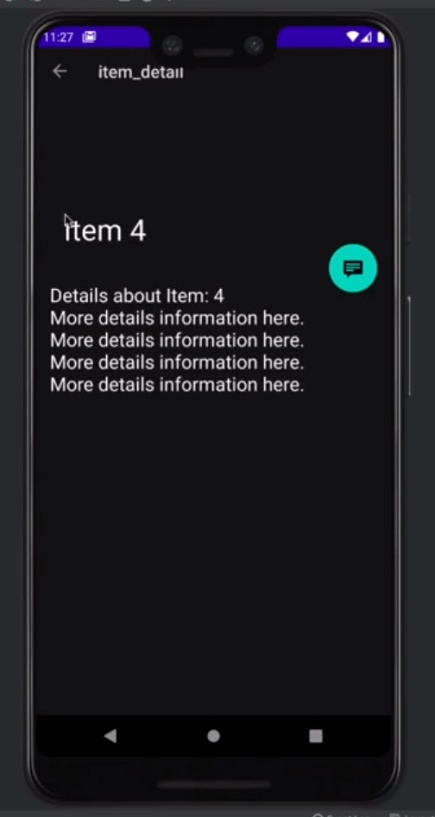 11:27
item_detail
Item 4
Details about Item: 4
More details information here.
More details information here.
More details information here.
More details information here.